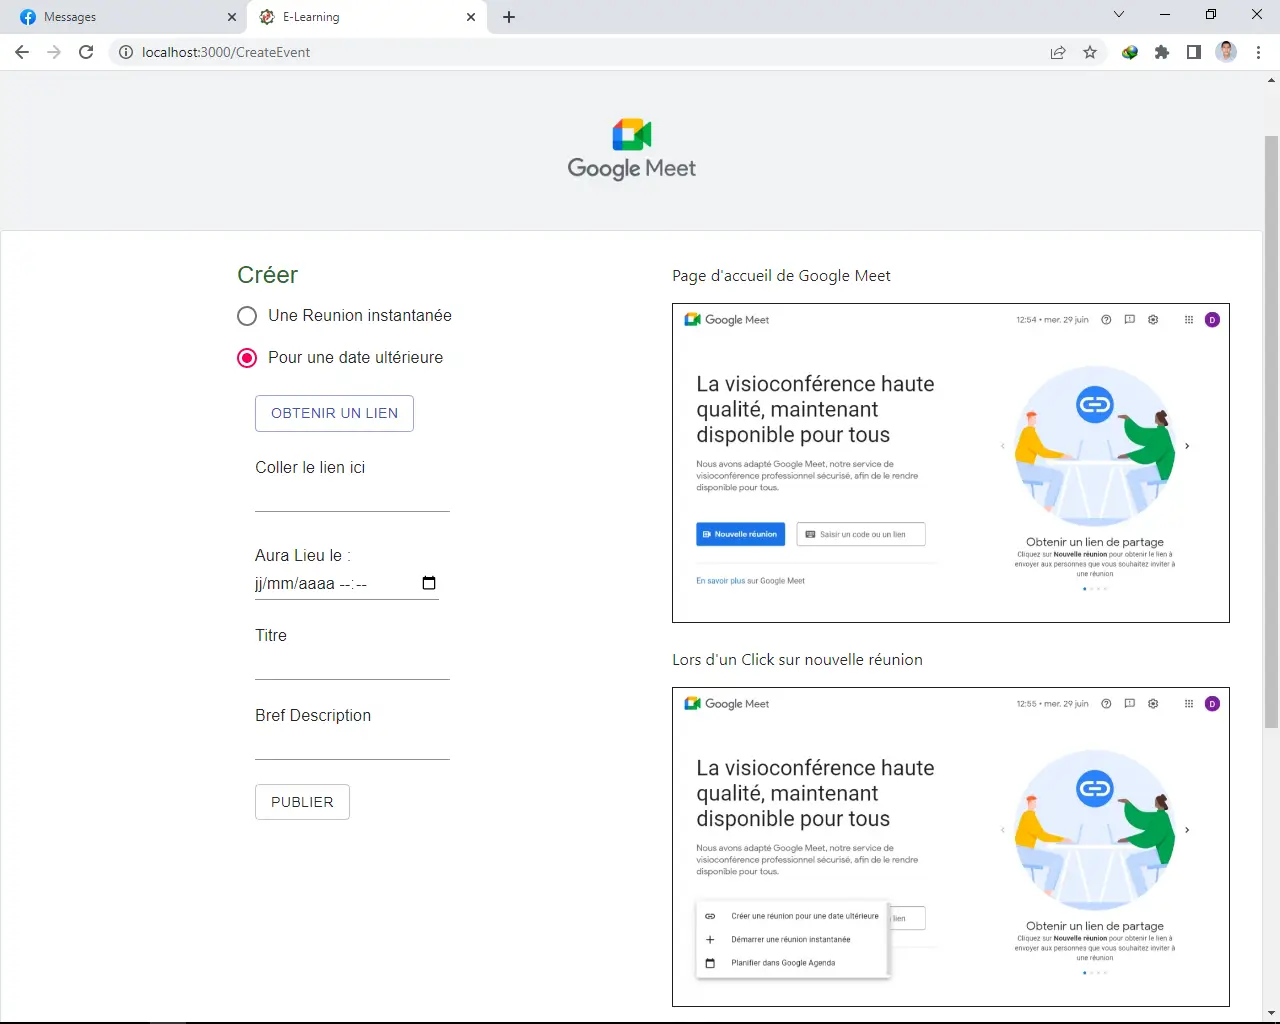 Messages
E-Learning
localhost:3000/CreateEvent
Google Meet
Créer
Une Reunion instantanée
Pour une date ultérieure
OBTENIR UN LIEN
Coller le lien ici
Aura Lieu le :
jj/mm/aaaa --:--
Titre
Bref Description
PUBLIER
Page d'accueil de Google Meet
Google Meet
12:54 • mer. 29 juin
D
La visioconférence haute
qualité, maintenant
disponible pour tous
Nous avons adapté Google Meet, notre service de
visioconférence professionnel sécurisé, afin de le rendre
disponible pour tous.
Nouvelle réunion
Saisir un code ou un lien
En savoir plus sur Google Meet
Obtenir un lien de partage
Cliquez sur Nouvelle réunion pour obtenir le lien à
envoyer aux personnes que vous souhaitez inviter à
une réunion
Lors d'un Click sur nouvelle réunion
Google Meet
12:55 • mer. 29 juin
D
La visioconférence haute
qualité, maintenant
disponible pour tous
Nous avons adapté Google Meet, notre service de
visioconférence professionnel sécurisé, afin de le rendre
disponible pour tous.
Créer une réunion pour une date ultérieure
lien
Démarrer une réunion instantanée
Planifier dans Google Agenda
Obtenir un lien de partage
Cliquez sur Nouvelle réunion pour obtenir le lien à
envoyer aux personnes que vous souhaitez inviter à
une réunion